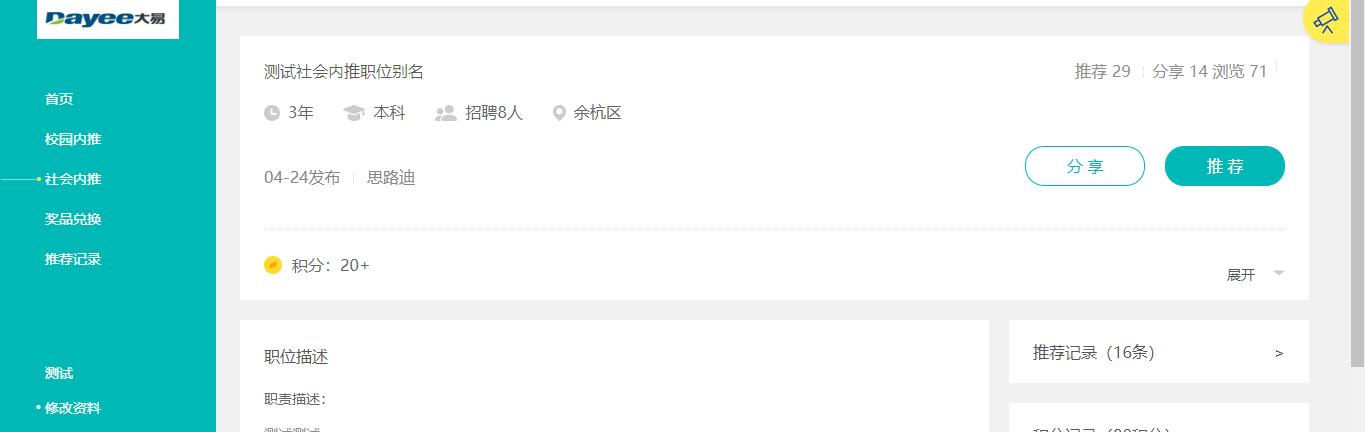 Dayee大易
首页
校园内推
社会内推
奖品兑换
推荐记录
测试
修改资料
测试社会内推职位别名
推荐 29 分享 14 浏览 71
3年 本科 招聘8人 余杭区
04-24发布 思路迪
分 享 推 荐
积分：20+
展开
职位描述
职责描述：
推荐记录（16条） >